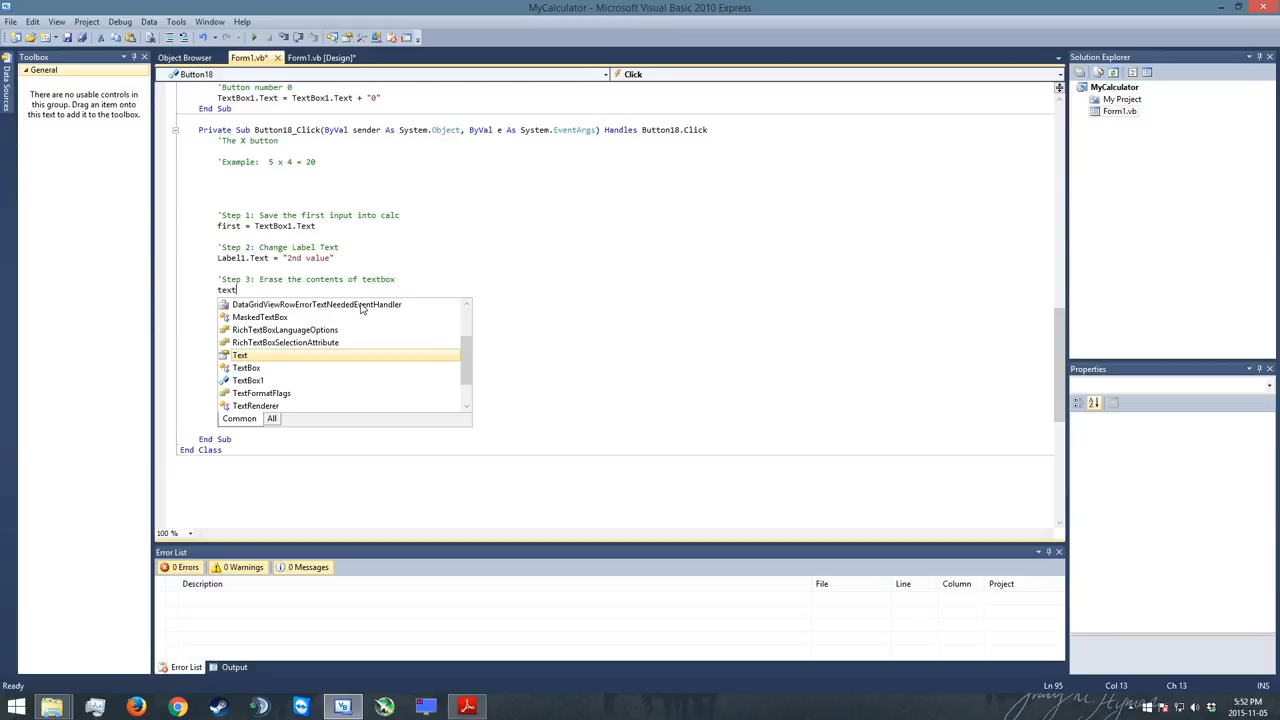 MyCalculator - Microsoft Visual Basic 2010 Express
File Edit View Project Debug Data Tools Window Help
Toolbox
Object Browser Form1.vb* Form1.vb [Design]*
Solution Explorer
Data Sources
General
There are no usable controls in
this group. Drag an item onto
this text to add it to the toolbox.
Button18 Click
'Button number 0
TextBox1.Text = TextBox1.Text + "0"
End Sub
Private Sub Button18_Click(ByVal sender As System.Object, ByVal e As System.EventArgs) Handles Button18.Click
'The X button
'Example:  5 x 4 = 20
'Step 1: Save the first input into calc
first = TextBox1.Text
'Step 2: Change Label Text
Label1.Text = "2nd value"
'Step 3: Erase the contents of textbox
text
DataGridViewRowErrorTextNeededEventHandler
MaskedTextBox
RichTextBoxLanguageOptions
RichTextBoxSelectionAttribute
Text
TextBox
TextBox1
TextFormatFlags
TextRenderer
Common All
End Sub
End Class
100 %
MyCalculator
My Project
Form1.vb
Properties
Error List
0 Errors 0 Warnings 0 Messages
Description File Line Column Project
Error List Output
Ready Ln 95 Col 13 Ch 13 INS
5:52 PM
2015-11-05